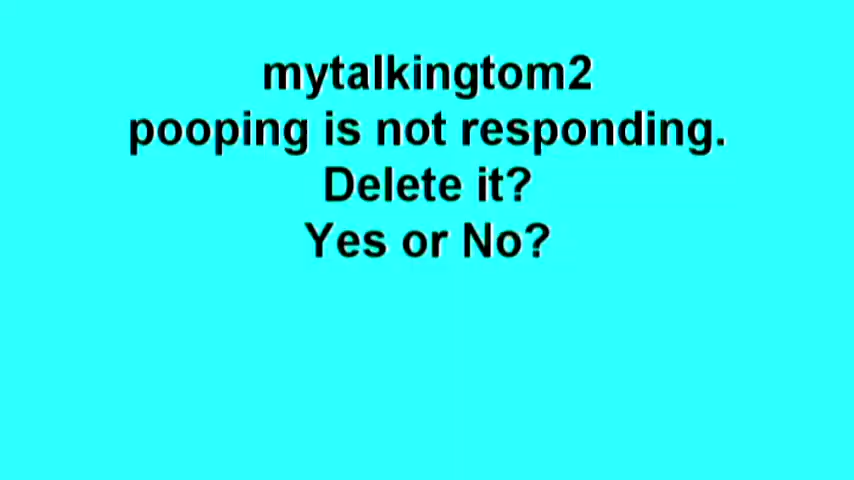 mytalkingtom2
pooping is not responding.
Delete it?
Yes or No?